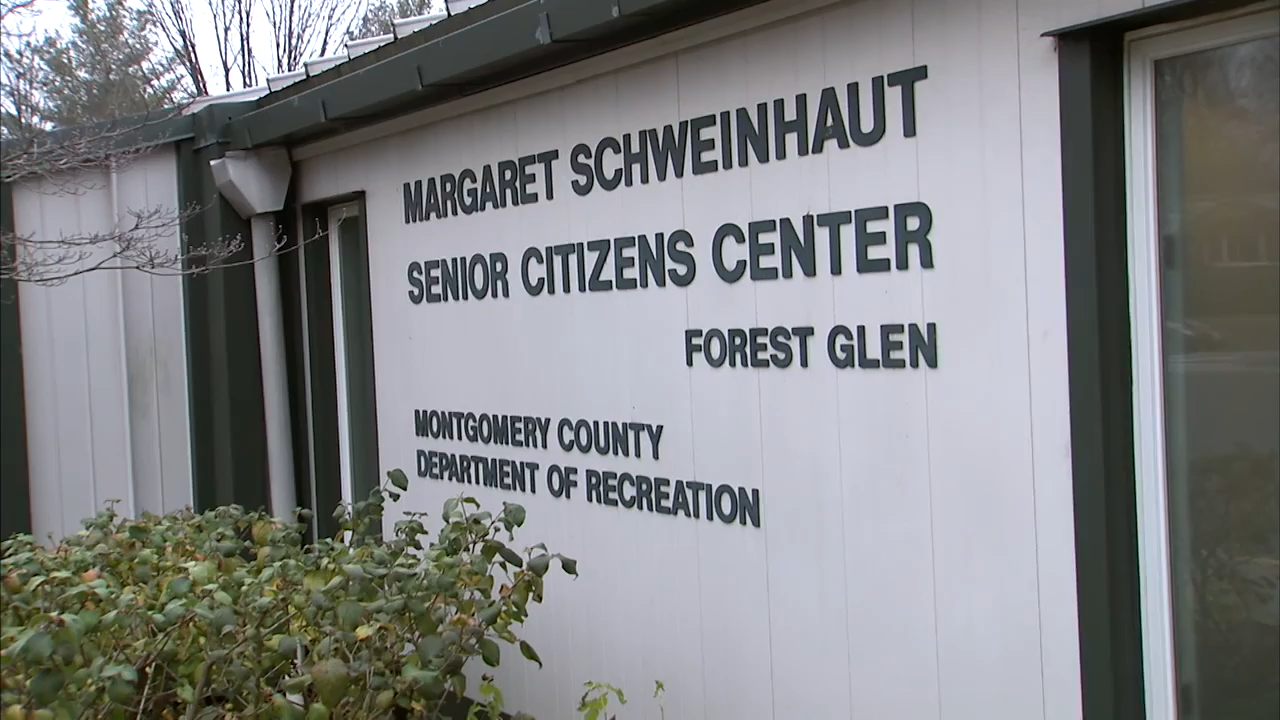 MARGARET SCHWEINHAUT
SENIOR CITIZENS CENTER
FOREST GLEN
MONTGOMERY COUNTY
DEPARTMENT OF RECREATION